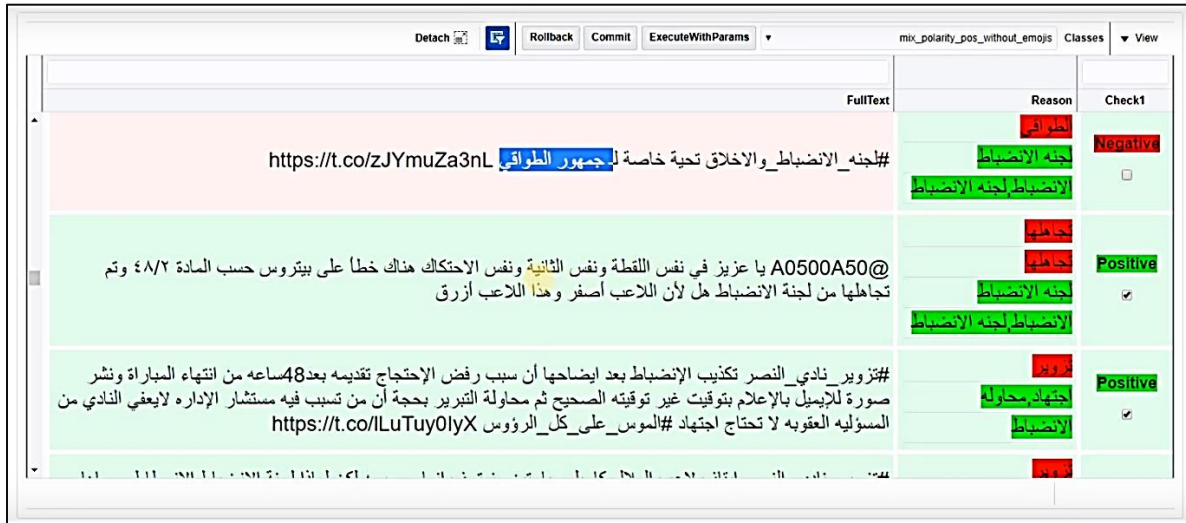 Detach Rollback Commit ExecuteWithParams mix_polarity_pos_without_emojis Classes View
FullText Reason Check1
#لجنه_الانضباط_والاخلاق تحية خاصة لـ جمهور الطواقي https://t.co/zJYmuZa3nL
الطواقي
لجنه الانضباط
الانضباط,لجنه الانضباط
Negative
@A0500A50 يا عزيز في نفس اللقطة ونفس الثانية ونفس الاحتكاك هناك خطأ على بيتروس حسب المادة ٤٨/٢ وتم
تجاهلها من لجنة الانضباط هل لأن اللاعب أصفر وهذا اللاعب أزرق
تجاهلها
تجاهلها
لجنه الانضباط
الانضباط,لجنه الانضباط
Positive
#تزوير_نادي_النصر تكذيب الإنضباط بعد ايضاحها أن سبب رفض الإحتجاج تقديمه بعد48ساعه من انتهاء المباراة ونشر
صورة للإيميل بالإعلام بتوقيت غير توقيته الصحيح ثم محاولة التبرير بحجة أن من تسبب فيه مستشار الإداره لايعفي النادي من
المسؤليه العقوبه لا تحتاج اجتهاد #الموس_على_كل_الرؤوس https://t.co/lLuTuy0IyX
تزوير
اجتهاد,محاوله
الانضباط
Positive
تزوير